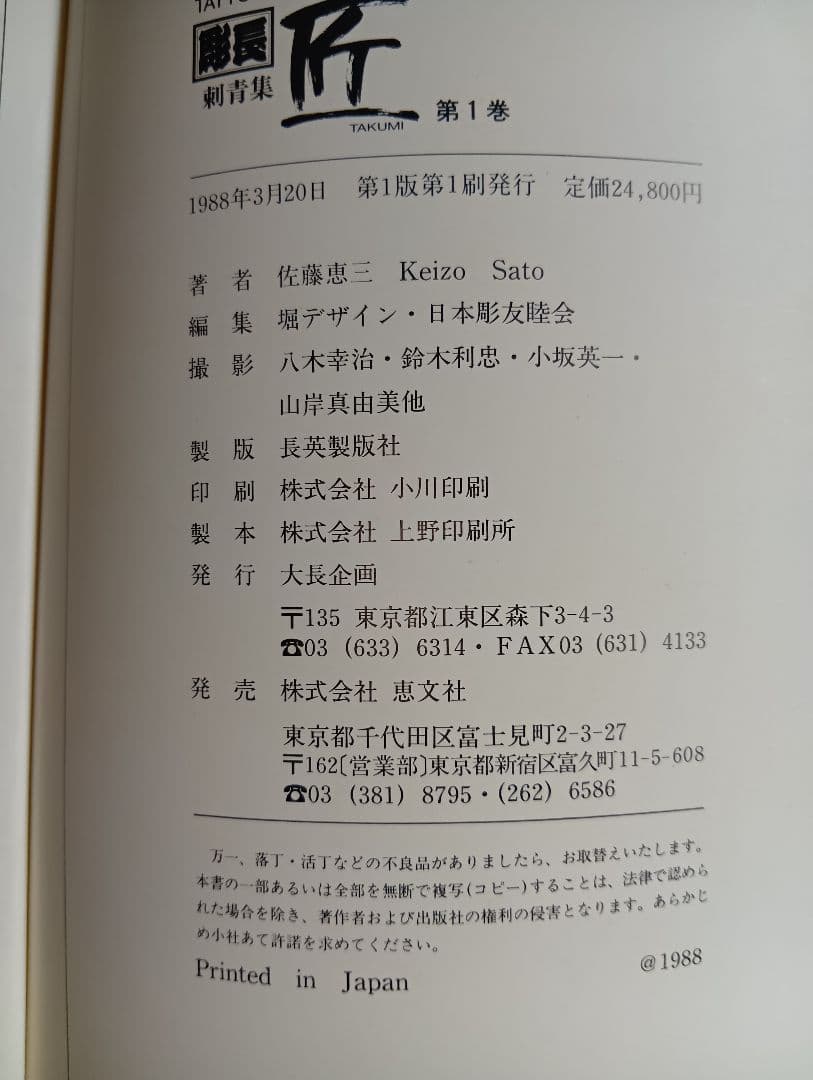 TATTOO
彫長
刺青集
匠
TAKUMI
第1巻
1988年3月20日 第1版第1刷発行 定価24,800円
著者 佐藤恵三 Keizo Sato
編集 堀デザイン・日本彫友睦会
撮影 八木幸治・鈴木利忠・小坂英一・
山岸真由美他
製版 長英製版社
印刷 株式会社 小川印刷
製本 株式会社 上野印刷所
発行 大長企画
〒135 東京都江東区森下3-4-3
☎03 (633) 6314・FAX03 (631) 4133
発売 株式会社 恵文社
東京都千代田区富士見町2-3-27
〒162〔営業部〕東京都新宿区富久町11-5-608
☎03 (381) 8795・(262) 6586
万一、落丁・活丁などの不良品がありましたら、お取替えいたします。
本書の一部あるいは全部を無断で複写(コピー)することは、法律で認めら
れた場合を除き、著作者および出版社の権利の侵害となります。あらかじ
め小社あて許諾を求めてください。
Printed in Japan
@1988